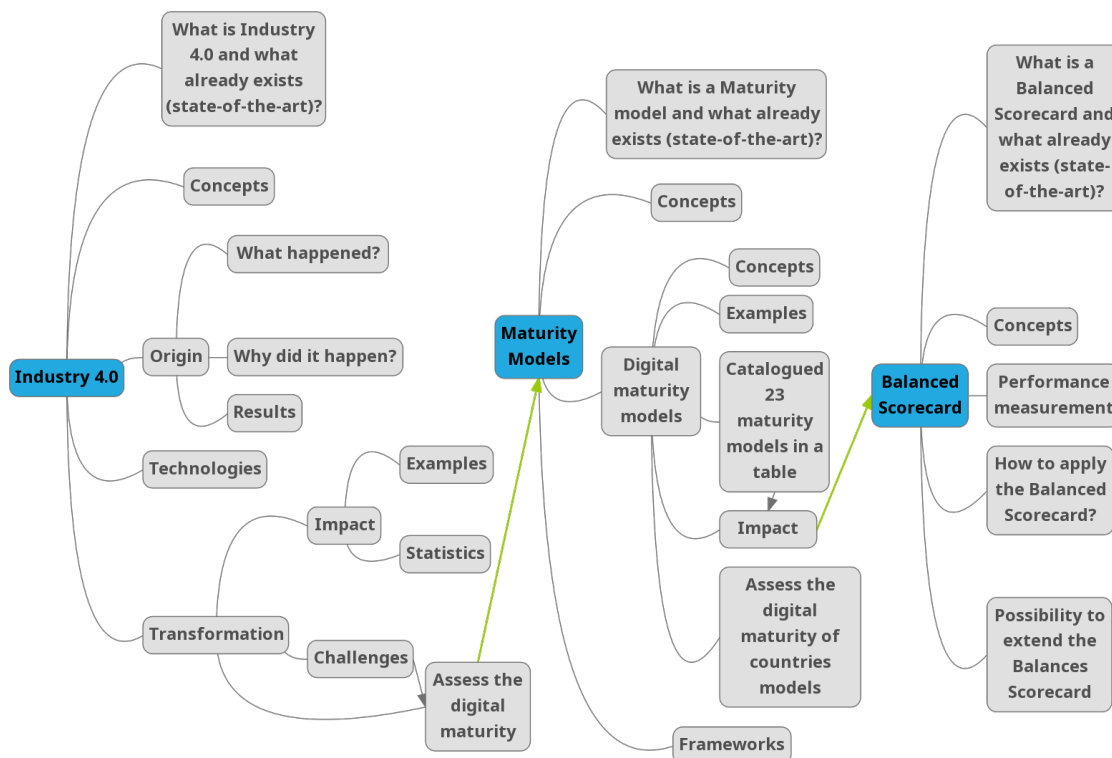 What is Industry
4.0 and what
already exists
(state-of-the-art)?
Concepts
What happened?
Industry 4.0
Origin
Why did it happen?
Results
Technologies
Examples
Impact
Statistics
Transformation
Challenges
Assess the
digital
maturity
What is a Maturity
model and what already
exists (state-of-the-art)?
Concepts
Maturity
Models
Concepts
Examples
Digital
maturity
models
Catalogued
23
maturity
models in a
table
Impact
Assess the
digital
maturity of
countries
models
Frameworks
What is a
Balanced
Scorecard and
what already
exists (state-
of-the-art)?
Concepts
Balanced
Scorecard
Performance
measurement
How to apply
the Balanced
Scorecard?
Possibility to
extend the
Balances
Scorecard